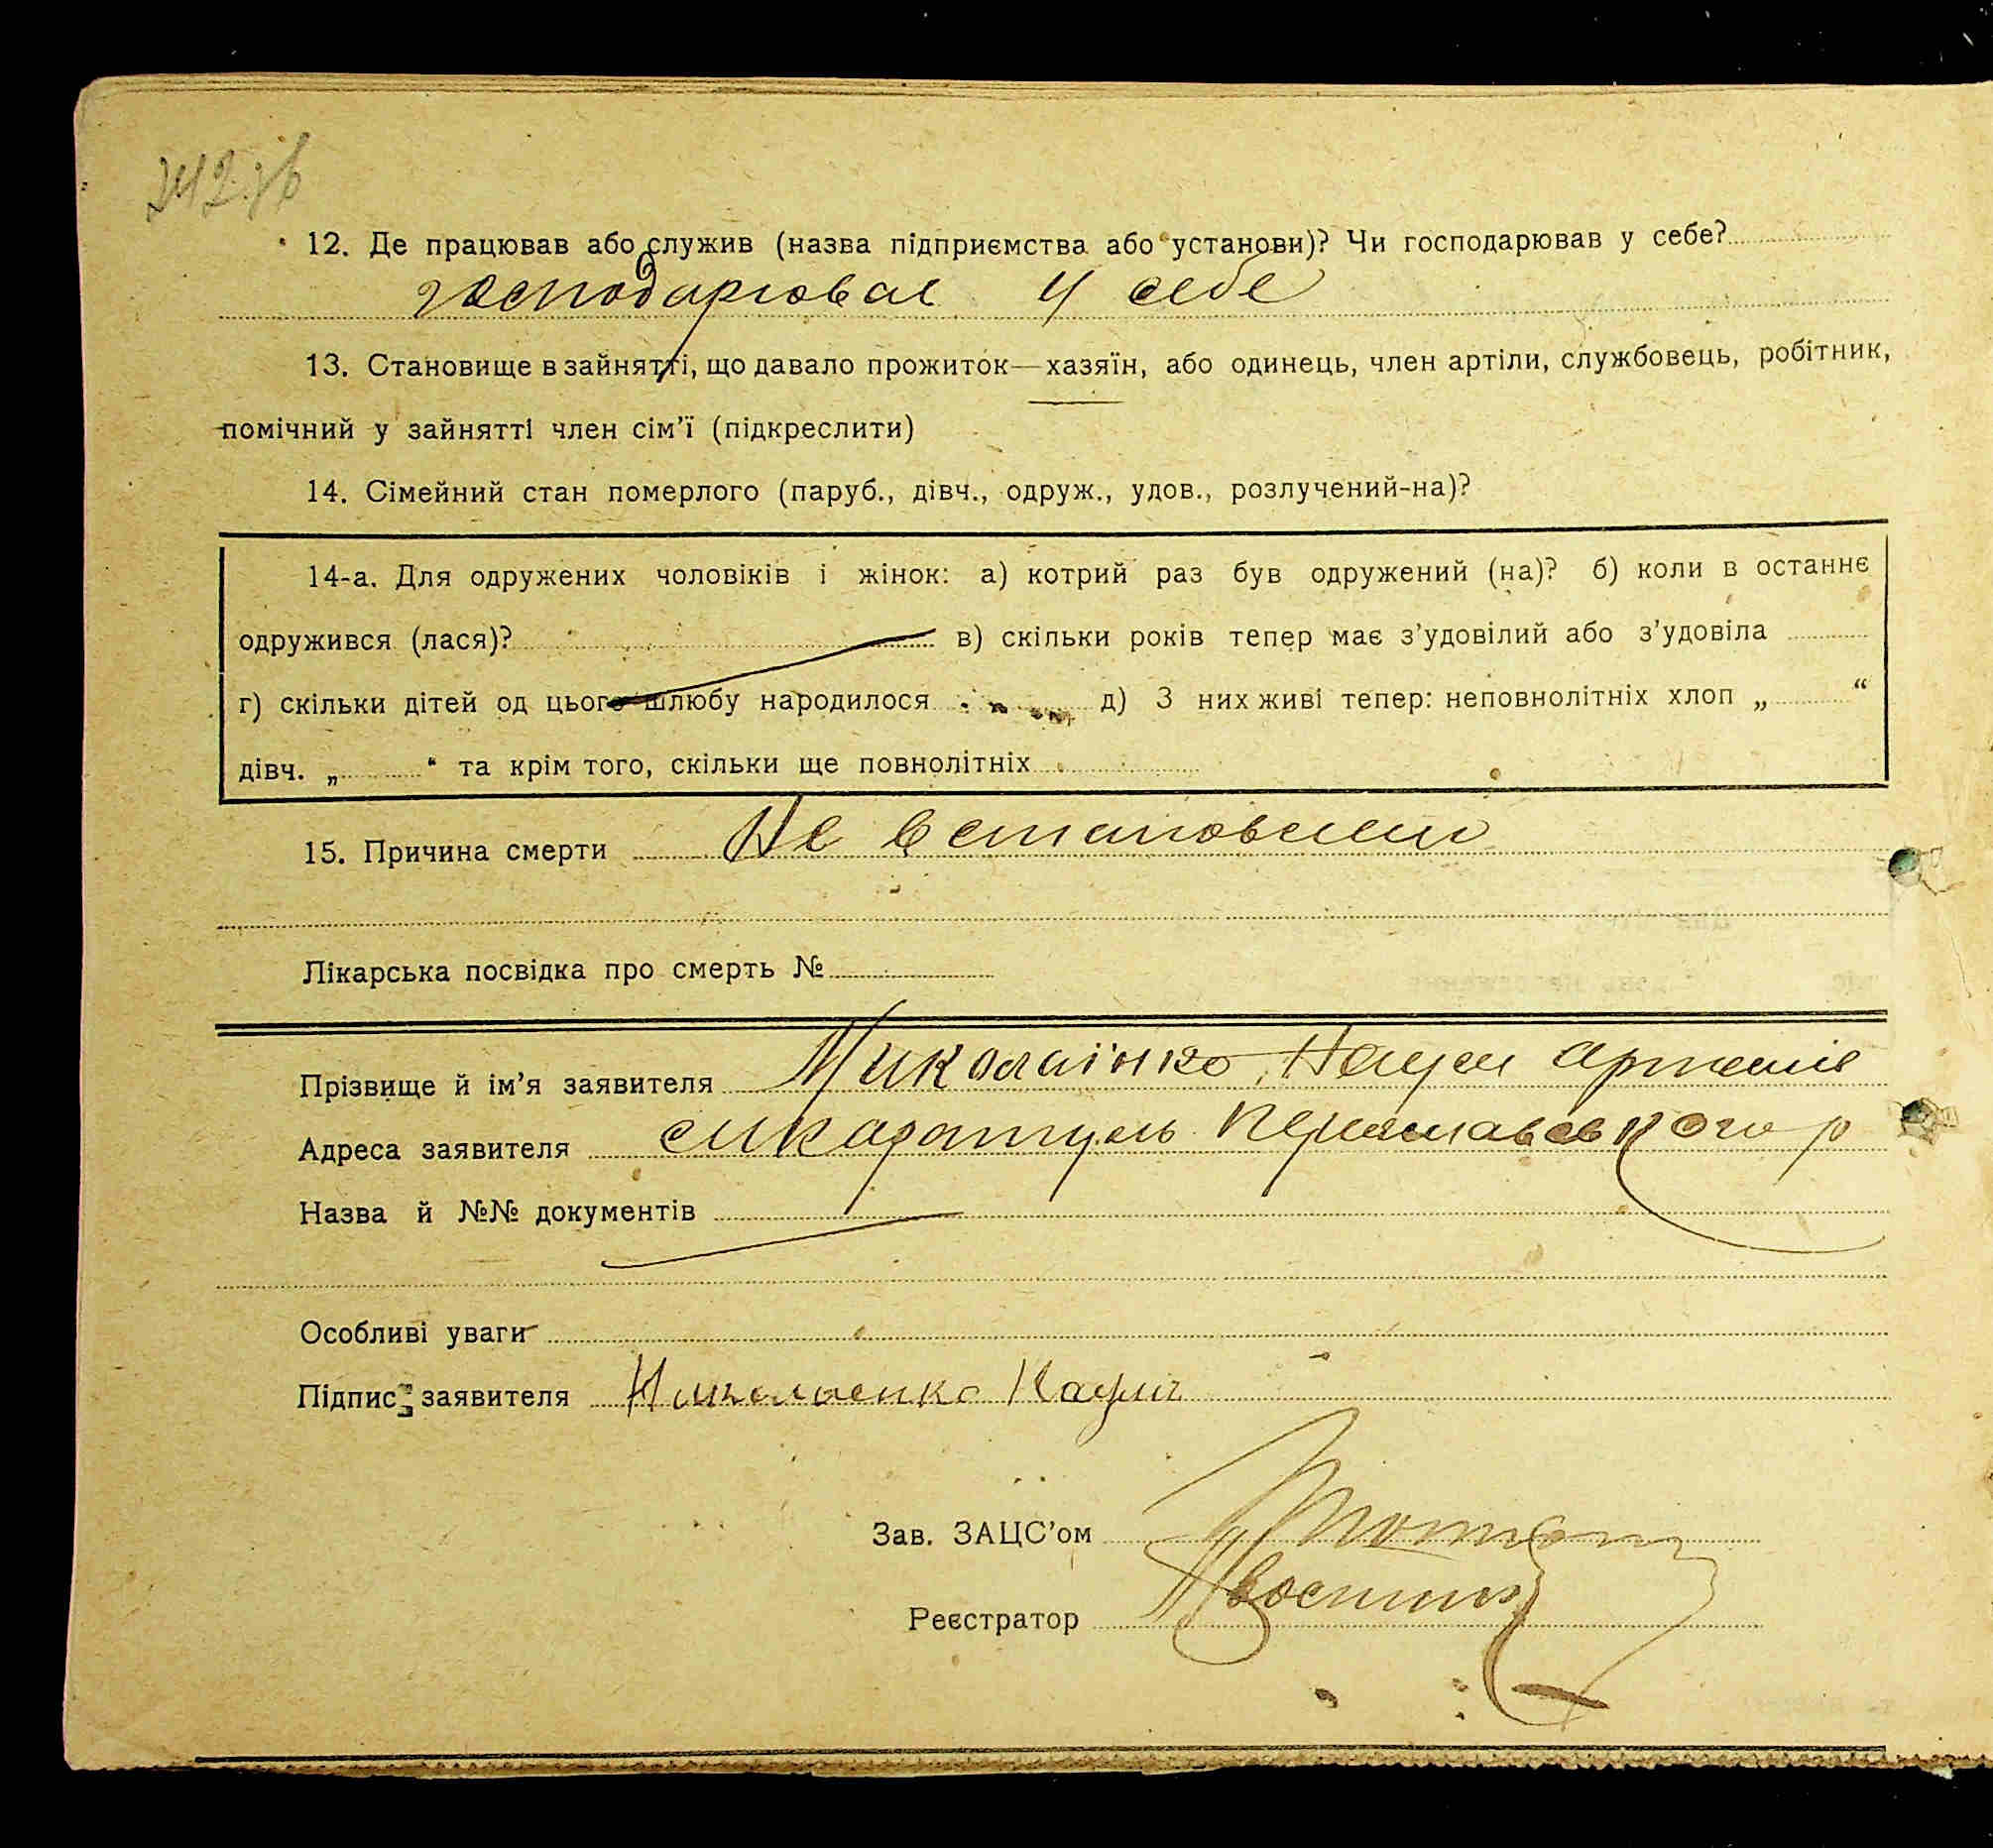 12. Де працював або служив (назва підприємства або установи)? Чи господарював у себе?
господарював у себе
13. Становище в зайнятті, що давало прожиток—хазяїн, або одинець, член артіли, службовець, робітник,
помічний у зайнятті член сім’ї (підкреслити)
14. Сімейний стан померлого (паруб., дівч., одруж., удов., розлучений-на)?
14-а. Для одружених чоловіків і жінок: а) котрий раз був одружений (на)? б) коли в останнє
одружився (лася)? в) скільки років тепер має з’удовілий або з’удовіла
г) скільки дітей од цього шлюбу народилося д) З них живі тепер: неповнолітніх хлоп „ “
дівч. „ “ та крім того, скільки ще повнолітніх
15. Причина смерти Не встановлено
Лікарська посвідка про смерть №
Прізвище й ім’я заявителя
Адреса заявителя
Назва й №№ документів
Особливі уваги
Підпис заявителя
Зав. ЗАЦС’ом
Реєстратор